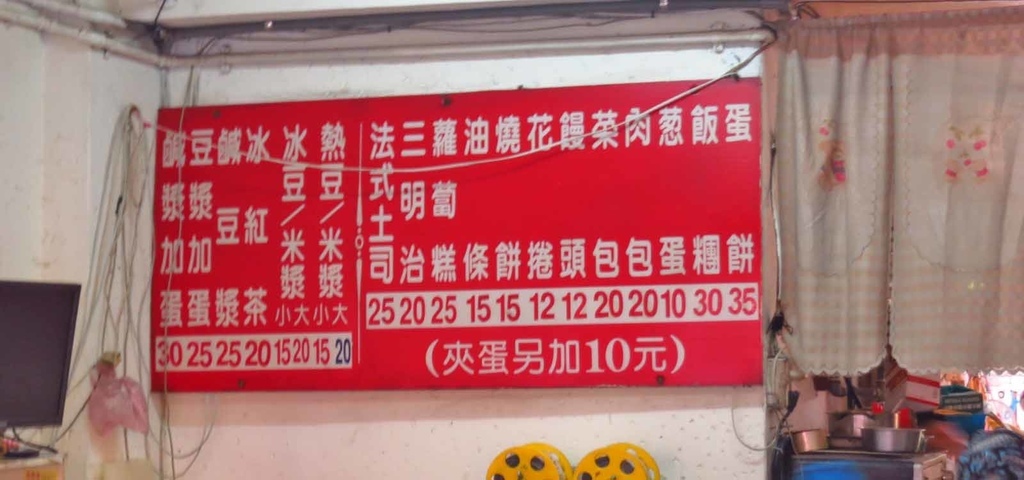 蛋餅 35
飯糰 30
葱蛋 10
肉包 20
菜包 20
饅頭 12
花捲 12
燒餅 15
油條 15
蘿蔔糕 25
三明治 20
法式土司 25
(夾蛋另加10元)
熱豆/米漿 小大 15 20
冰豆/米漿 小大 15 20
冰紅茶 20
鹹豆漿 25
豆漿加蛋 25
鹹漿加蛋 30